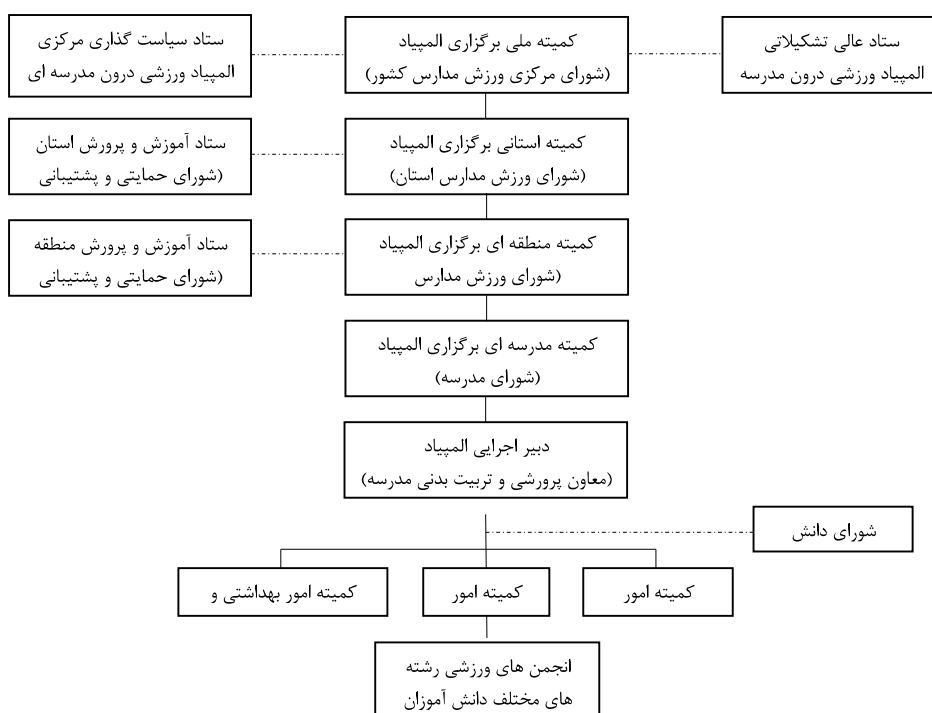 ستاد عالی تشکیلاتی
المپیاد ورزشی درون مدرسه
کمیته ملی برگزاری المپیاد
(شورای مرکزی ورزش مدارس کشور)
ستاد سیاست گذاری مرکزی
المپیاد ورزشی درون مدرسه ای
کمیته استانی برگزاری المپیاد
(شورای ورزش مدارس استان)
ستاد آموزش و پرورش استان
(شورای حمایتی و پشتیبانی
کمیته منطقه ای برگزاری المپیاد
(شورای ورزش مدارس
ستاد آموزش و پرورش منطقه
(شورای حمایتی و پشتیبانی
کمیته مدرسه ای برگزاری المپیاد
(شورای مدرسه)
دبیر اجرایی المپیاد
(معاون پرورشی و تربیت بدنی مدرسه)
شورای دانش
کمیته امور
کمیته امور
کمیته امور بهداشتی و
انجمن های ورزشی رشته
های مختلف دانش آموزان